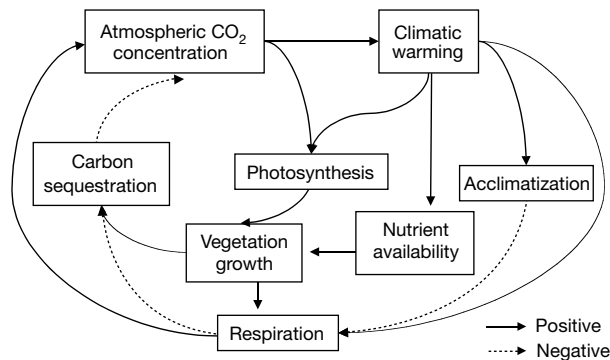 Atmospheric CO₂
concentration
Climatic
warming
Carbon
sequestration
Photosynthesis
Acclimatization
Vegetation
growth
Nutrient
availability
Respiration
Positive
Negative